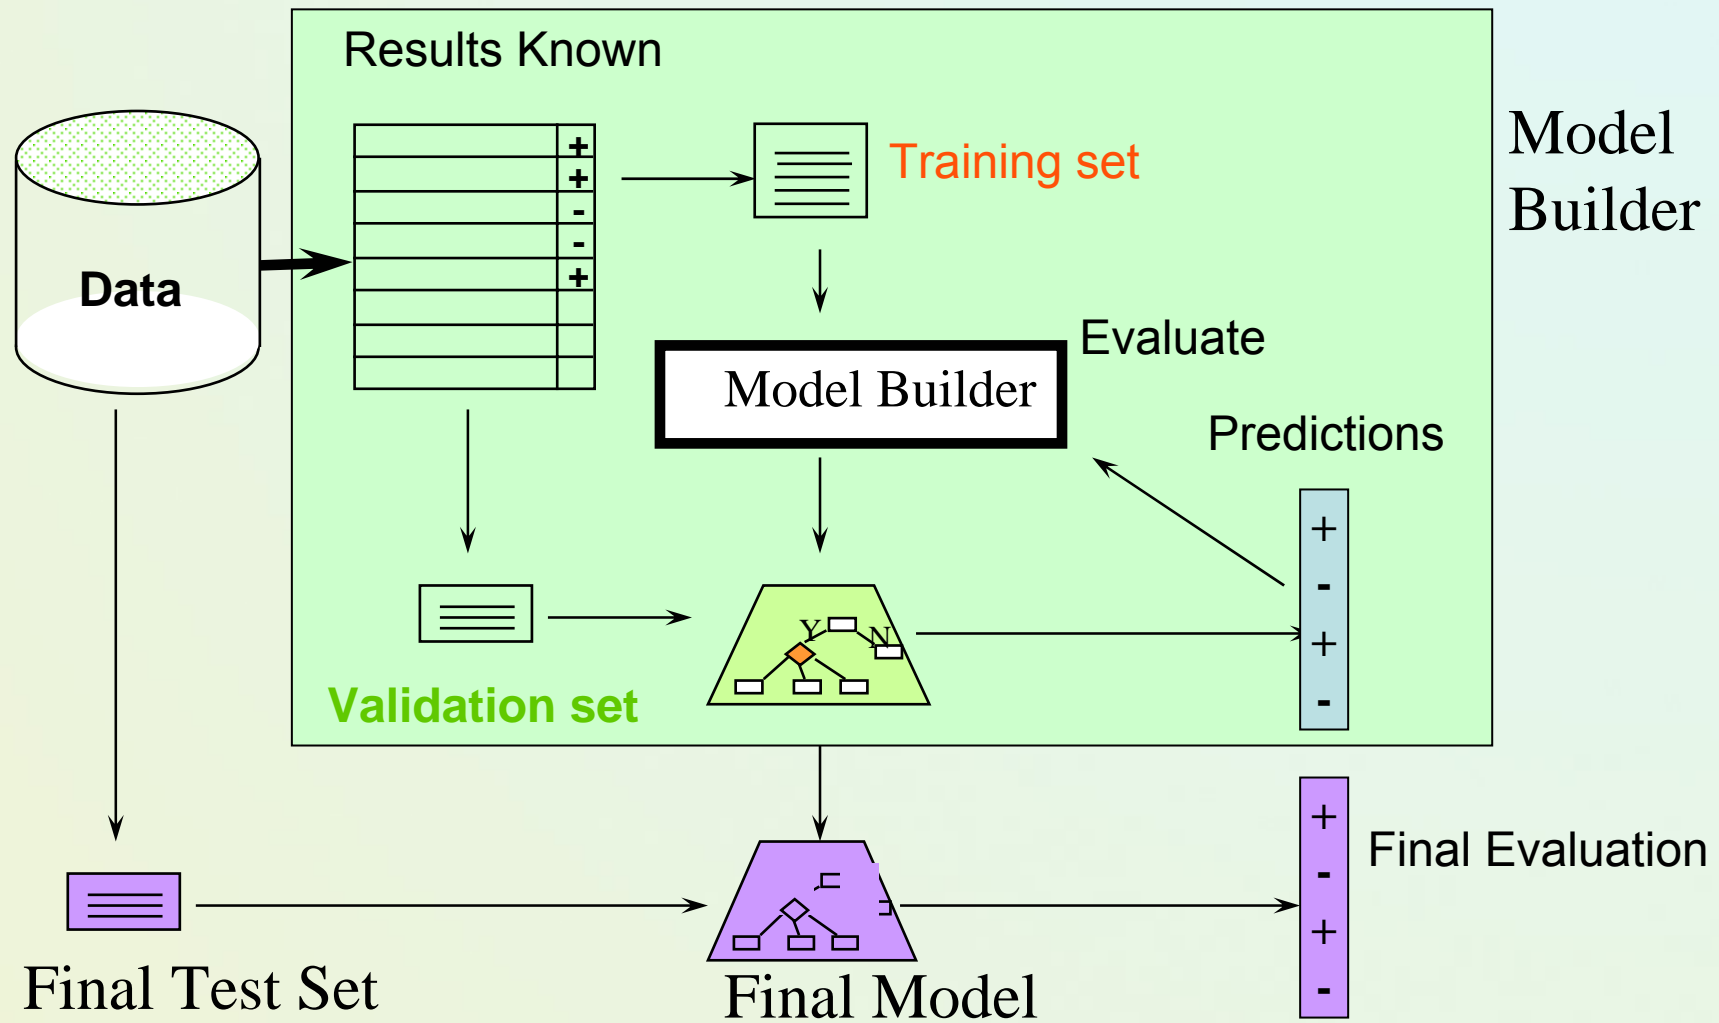 Results Known
Model
Builder
Data
+
+
-
-
+
Training set
Evaluate
Model Builder
Predictions
+
-
+
-
Y
N
Validation set
+
-
+
-
Final Evaluation
Final Test Set
Final Model